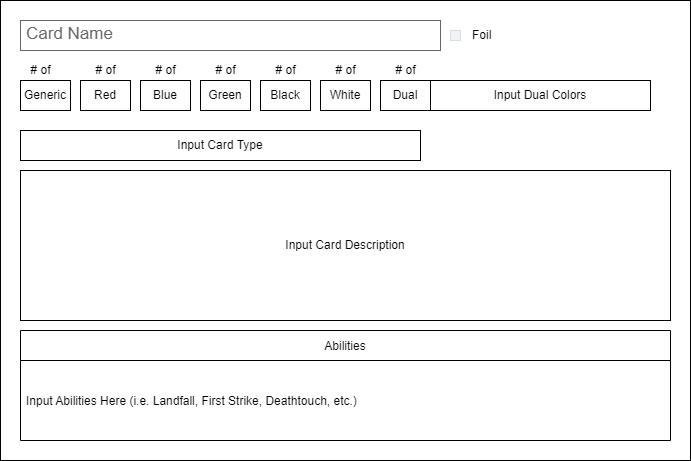 Card Name
Foil
# of # of # of # of # of # of # of
Generic Red Blue Green Black White Dual Input Dual Colors
Input Card Type
Input Card Description
Abilities
Input Abilities Here (i.e. Landfall, First Strike, Deathtouch, etc.)